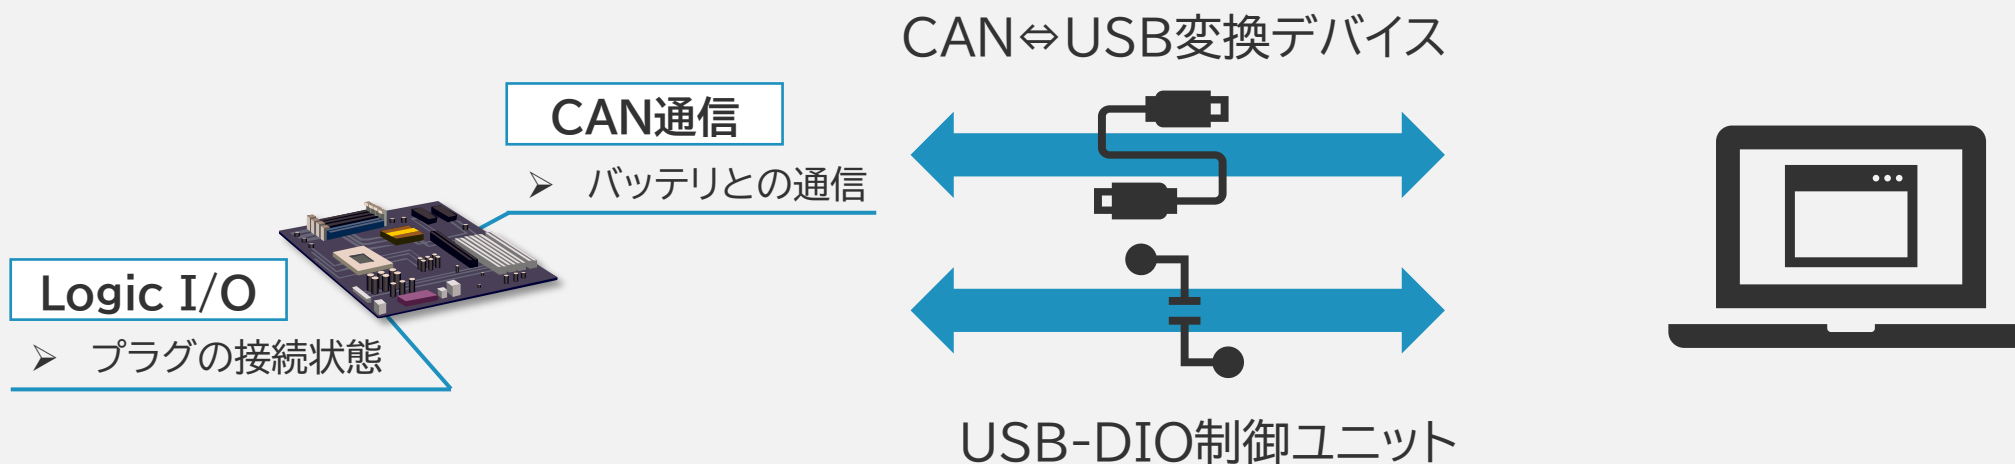 CAN⇔USB変換デバイス
CAN通信
➢ バッテリとの通信
Logic I/O
➢ プラグの接続状態
USB-DIO制御ユニット